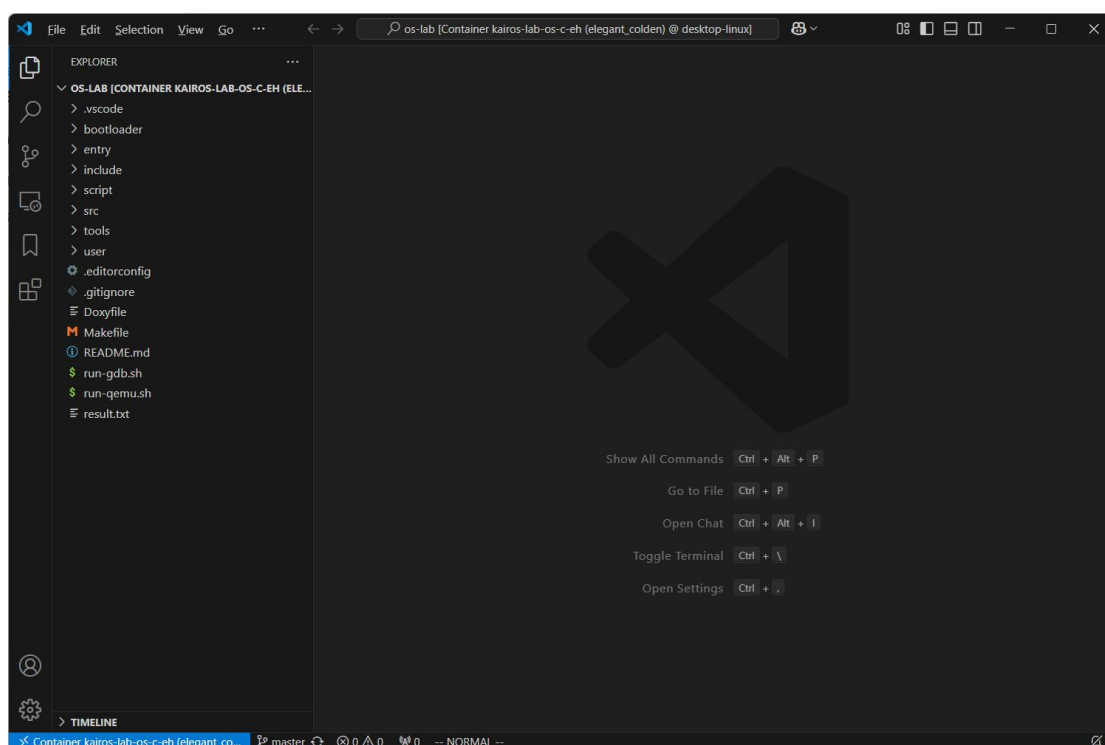 File Edit Selection View Go ··· os-lab [Container kairos-lab-os-c-eh (elegant_colden) @ desktop-linux]
EXPLORER ···
OS-LAB [CONTAINER KAIROS-LAB-OS-C-EH (ELE...
.vscode
bootloader
entry
include
script
src
tools
user
.editorconfig
.gitignore
Doxyfile
M Makefile
README.md
$ run-gdb.sh
$ run-qemu.sh
result.txt
Show All Commands Ctrl + Alt + P
Go to File Ctrl + P
Open Chat Ctrl + Alt + I
Toggle Terminal Ctrl + \
Open Settings Ctrl + ,
TIMELINE
Container kairos-lab-os-c-eh (elegant_co... master 0 0 0 -- NORMAL --